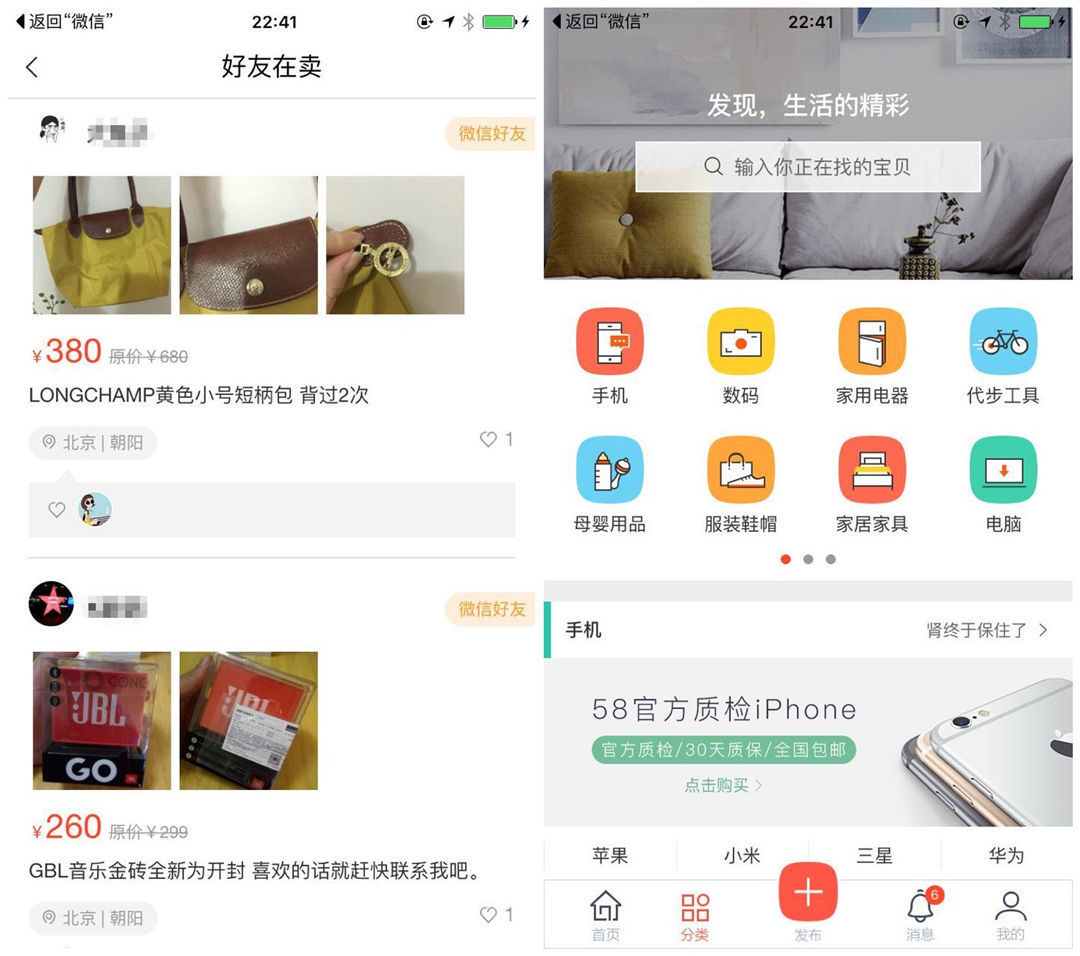 返回“微信”
22:41
好友在卖
微信好友
¥380 原价¥680
LONGCHAMP黄色小号短柄包 背过2次
北京 | 朝阳
1
微信好友
JBL
GO
¥260 原价¥299
GBL音乐金砖全新为开封 喜欢的话就赶快联系我吧。
北京 | 朝阳
1
返回“微信”
22:41
发现，生活的精彩
输入你正在找的宝贝
手机
数码
家用电器
代步工具
母婴用品
服装鞋帽
家居家具
电脑
手机
肾终于保住了
58官方质检iPhone
官方质检/30天质保/全国包邮
点击购买
苹果
小米
三星
华为
首页
分类
发布
6
消息
我的